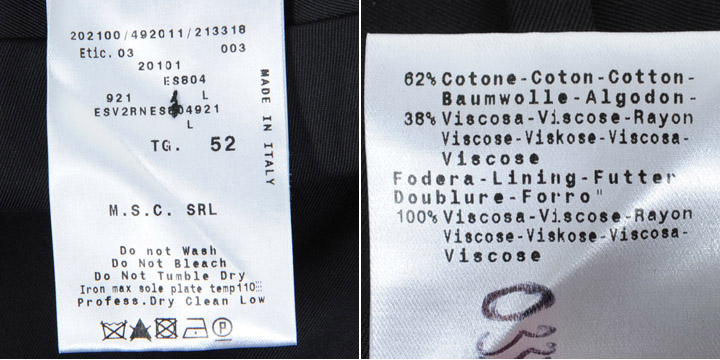 202100/492011/213318
Etic. 03 003
20101
ES804
921 L
ESV2RNES804921
L
TG. 52
MADE IN ITALY
M.S.C. SRL
Do not Wash
Do Not Bleach
Do Not Tumble Dry
Iron max sole plate temp110
Profess.Dry Clean Low
P
62% Cotone-Coton-Cotton-
Baumwolle-Algodon-
38% Viscosa-Viscose-Rayon
Viscose-Viskose-Viscosa-
Viscose
Fodera-Lining-Futter
Doublure-Forro"
100% Viscosa-Viscose-Rayon
Viscose-Viskose-Viscosa-
Viscose